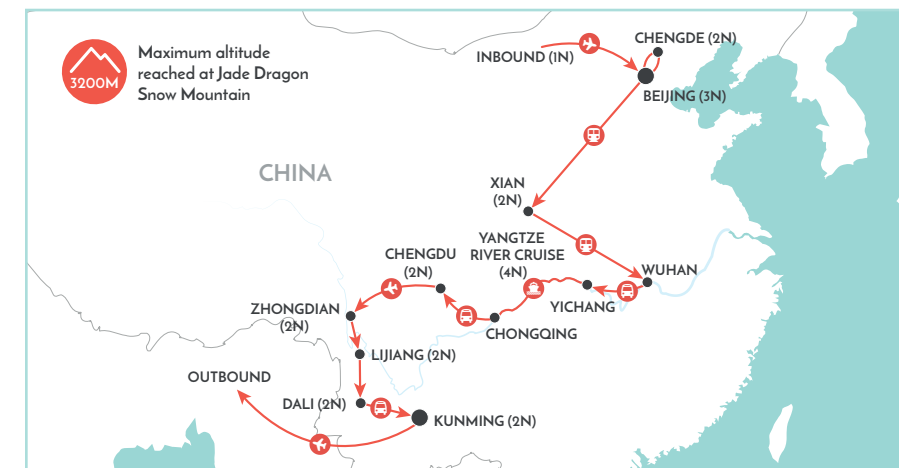 3200M
Maximum altitude
reached at Jade Dragon
Snow Mountain
INBOUND (1N)
CHENGDE (2N)
BEIJING (3N)
CHINA
XIAN
(2N)
YANGTZE
RIVER CRUISE
(4N)
CHENGDU
(2N)
WUHAN
YICHANG
ZHONGDIAN
(2N)
CHONGQING
LIJIANG (2N)
OUTBOUND
DALI (2N)
KUNMING (2N)